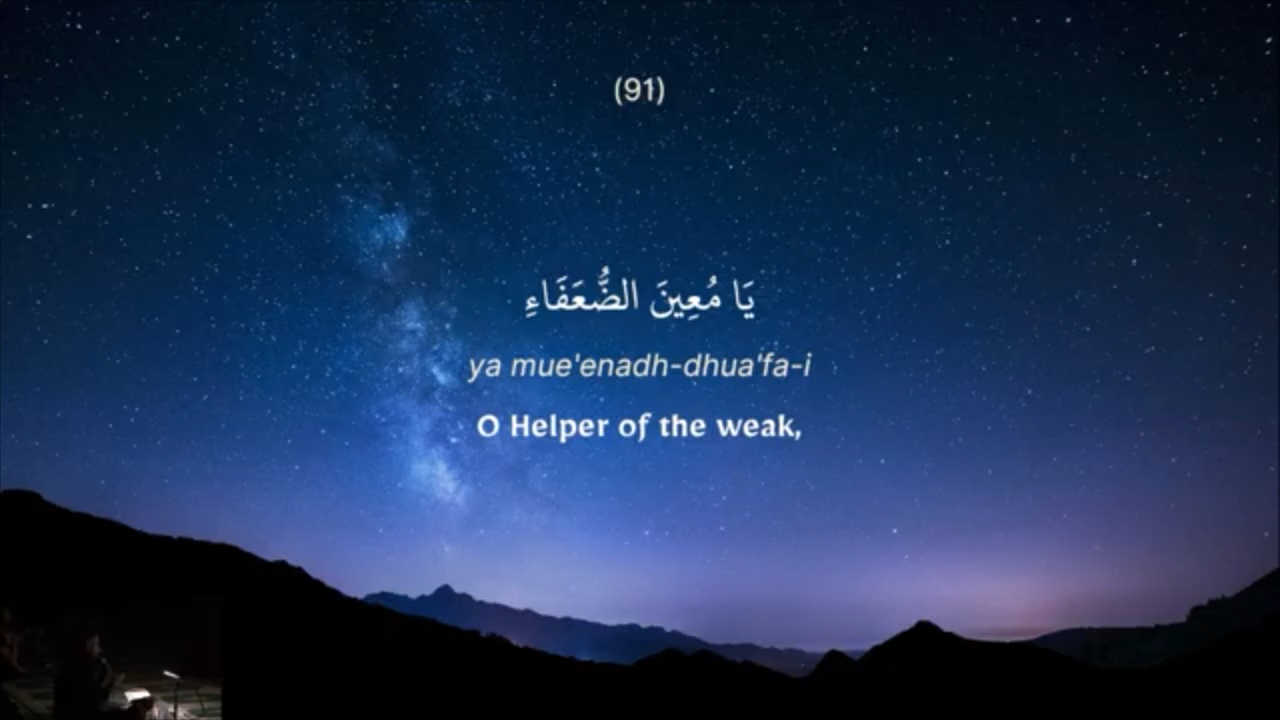 (91)
يَا مُعِينَ الضُّعَفَاءِ
ya mue'enadh-dhua'fa-i
O Helper of the weak,